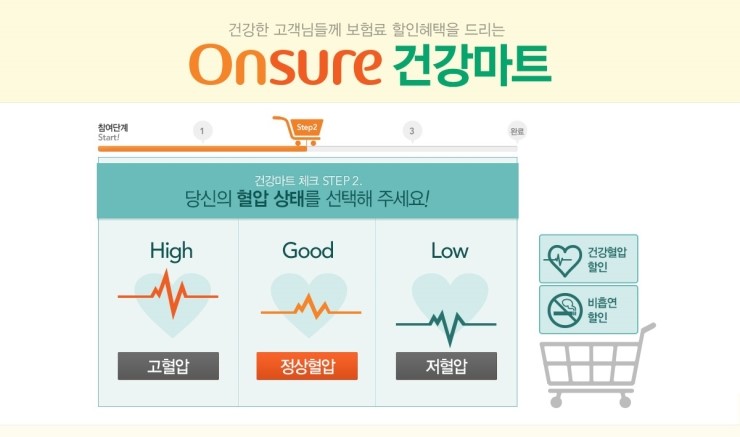 건강한 고객님들께 보험료 할인혜택을 드리는
Onsure 건강마트
참여단계
Start!
1
Step2
3
완료
건강마트 체크 STEP 2.
당신의 혈압 상태를 선택해 주세요!
High
Good
Low
고혈압
정상혈압
저혈압
건강혈압
할인
비흡연
할인